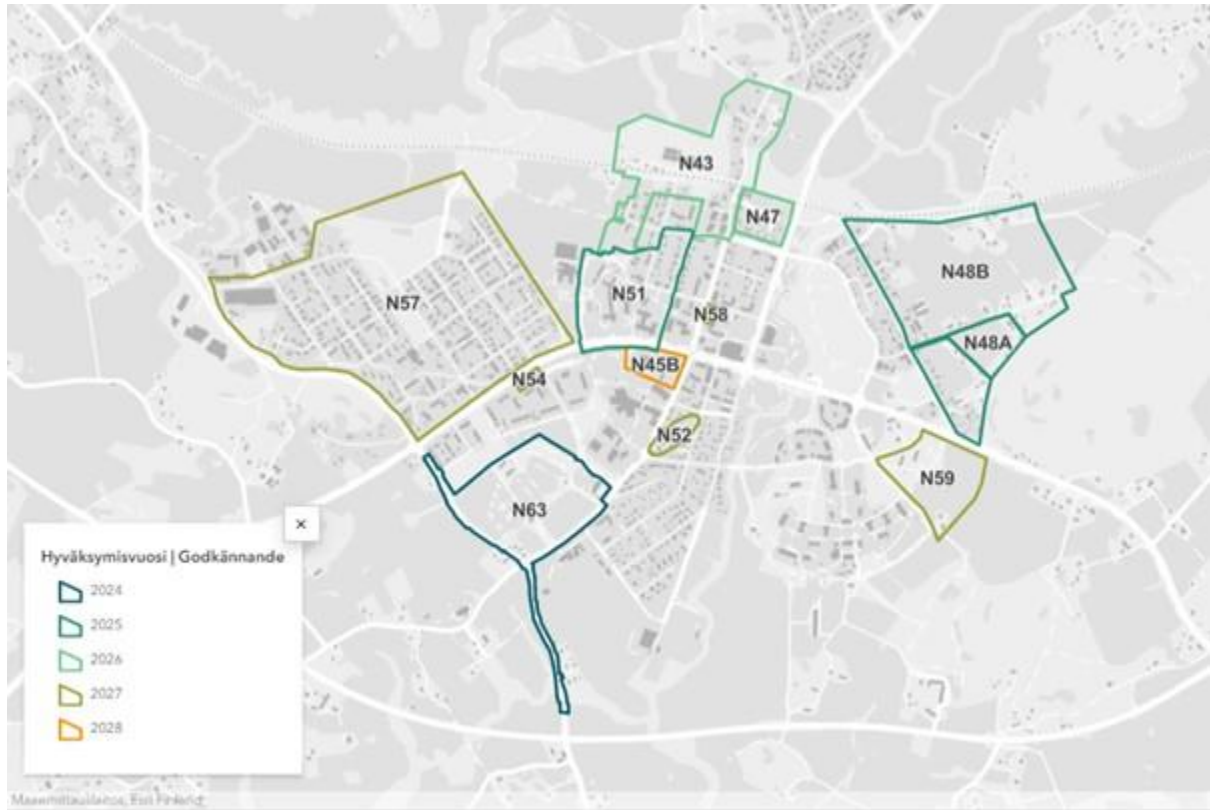 N43
N47
N48B
N57
N51
N58
N48A
N45B
N54
N52
N59
N63
×
Hyväksymisvuosi | Godkännande
2024
2025
2026
2027
2028
Maanmittauslaitos, Esri Finland